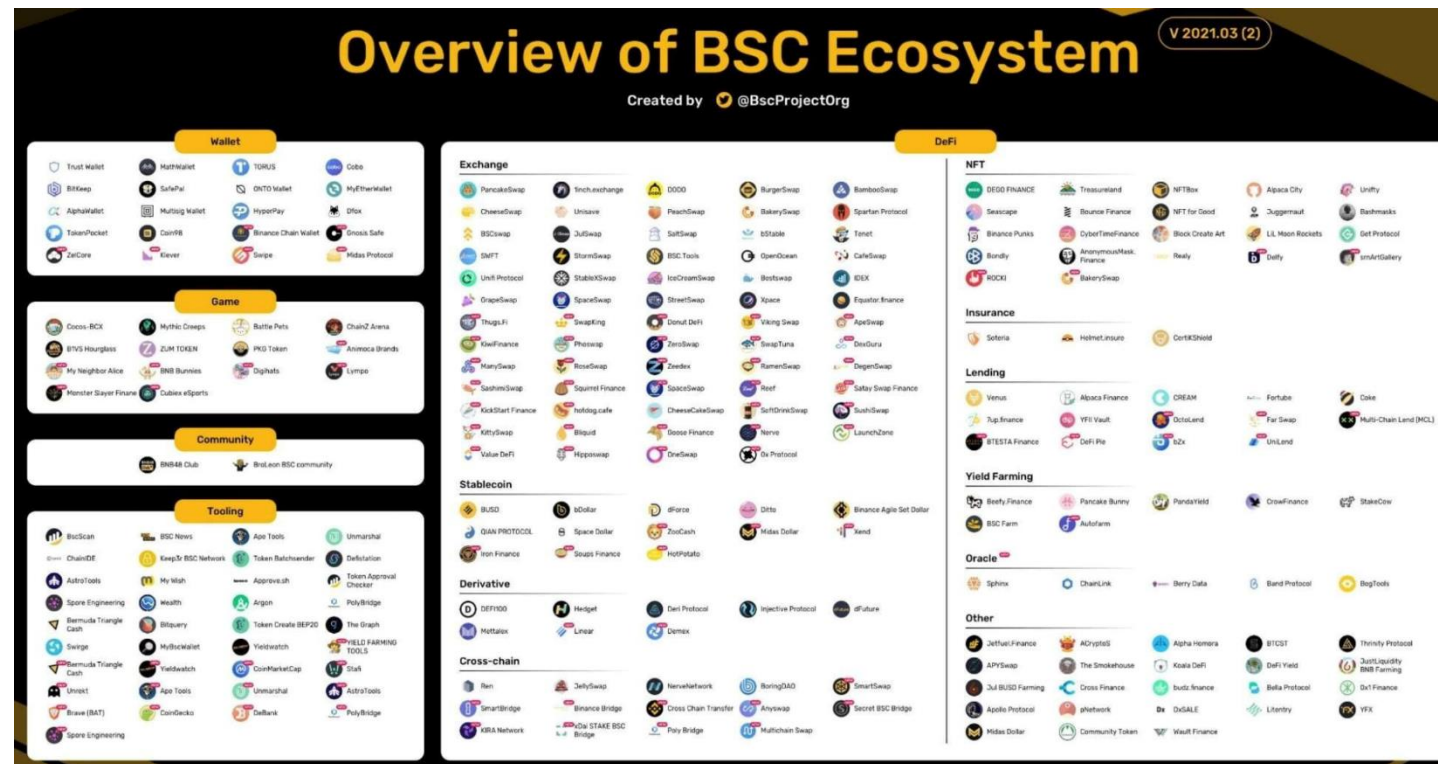 Overview of BSC Ecosystem
V 2021.03 (2)
Created by @BscProjectOrg
Wallet
Trust Wallet MathWallet TORUS Cobo
BitKeep SafePal ONTO Wallet MyEtherWallet
AlphaWallet Multisig Wallet HyperPay Dfox
TokenPocket Coin98 Binance Chain Wallet Gnosis Safe
ZelCore Klever Swipe Midas Protocol
Game
Cocos-BCX Mythic Creeps Battle Pets ChainZ Arena
B1VS Hourglass ZUM TOKEN PKG Token Animoca Brands
My Neighbor Alice BNB Bunnies Digihats Lympo
Monster Slayer Finane Cubiex eSports
Community
BNB48 Club BroLeon BSC community
Tooling
BscScan BSC News Ape Tools Unmarshal
ChainIDE Keep3r BSC Network Token Batchsender Defistation
AstroTools My Wish Approve.sh Token Approval Checker
Spore Engineering Wealth Argon PolyBridge
Bermuda Triangle Cash Bitquery Token Create BEP20 The Graph
Swirge MyBscWallet Yieldwatch YIELD FARMING TOOLS
Bermuda Triangle Cash Yieldwatch CoinMarketCap Stafi
Unrekt Ape Tools Unmarshal AstroTools
Brave (BAT) CoinGecko DeBank PolyBridge
Spore Engineering
DeFi
Exchange
PancakeSwap 1inch.exchange DODO BurgerSwap BambooSwap
CheeseSwap Unisave PeachSwap BakerySwap Spartan Protocol
BSCswap JulSwap SaltSwap bStable Tenet
SMFT StormSwap BSC.Tools OpenOcean CafeSwap
Unifi Protocol StableXSwap IceCreamSwap Bestswap IDEX
GrapeSwap SpaceSwap StreetSwap Xpace Equator.finance
Thugs.Fi SwapKing Donut DeFi Viking Swap ApeSwap
KiwiFinance Phoswap ZeroSwap SwapTuna DexGuru
ManySwap RoseSwap Zeedex RamenSwap DegenSwap
SashimiSwap Squirrel Finance SpaceSwap Reef Satay Swap Finance
KickStart Finance hotdog.cafe CheeseCakeSwap SoftDrinkSwap SushiSwap
KittySwap Bliquid Goose Finance Nerve LaunchZone
Value DeFi Hipposwap OneSwap 0x Protocol
Stablecoin
BUSD bDollar dForce Ditto Binance Agile Set Dollar
QIAN PROTOCOL Space Dollar ZooCash Midas Dollar Xend
Iron Finance Soups Finance HotPotato
Derivative
DEFI100 Hedget Deri Protocol Injective Protocol dFuture
Mettalex Linear Demex
Cross-chain
Ren JellySwap NerveNetwork BoringDAO SmartSwap
SmartBridge Binance Bridge Cross Chain Transfer Anyswap Secret BSC Bridge
KIRA Network xDai STAKE BSC Bridge Poly Bridge Multichain Swap
NFT
DEGO FINANCE Treasureland NFTBox Alpaca City Unifty
Seascape Bounce Finance NFT for Good Juggernaut Bashmasks
Binance Punks CyberTimeFinance Block Create Art LIL Moon Rockets Get Protocol
Bondly AnonymousMask.Finance Realy Delfy srnArtGallery
ROCKI BakerySwap
Insurance
Soteria Helmet.insure CertiKShield
Lending
Venus Alpaca Finance CREAM Fortube Coke
7up.finance YFII Vault OctoLend Far Swap Multi-Chain Lend (MCL)
BTESTA Finance DeFi Pie bZx UniLend
Yield Farming
Beefy.Finance Pancake Bunny PandaYield CrowFinance StakeCow
BSC Farm Autofarm
Oracle
Sphinx ChainLink Berry Data Band Protocol BogTools
Other
Jetfuel.Finance ACryptoS Alpha Homora BTCST Thrinity Protocol
APYSwap The Smokehouse Koala DeFi DeFi Yield JustLiquidity BNB Farming
Jul BUSD Farming Cross Finance budz.finance Bella Protocol 0x1 Finance
Apollo Protocol pNetwork DxSALE Litentry YFX
Midas Dollar Community Token Wault Finance